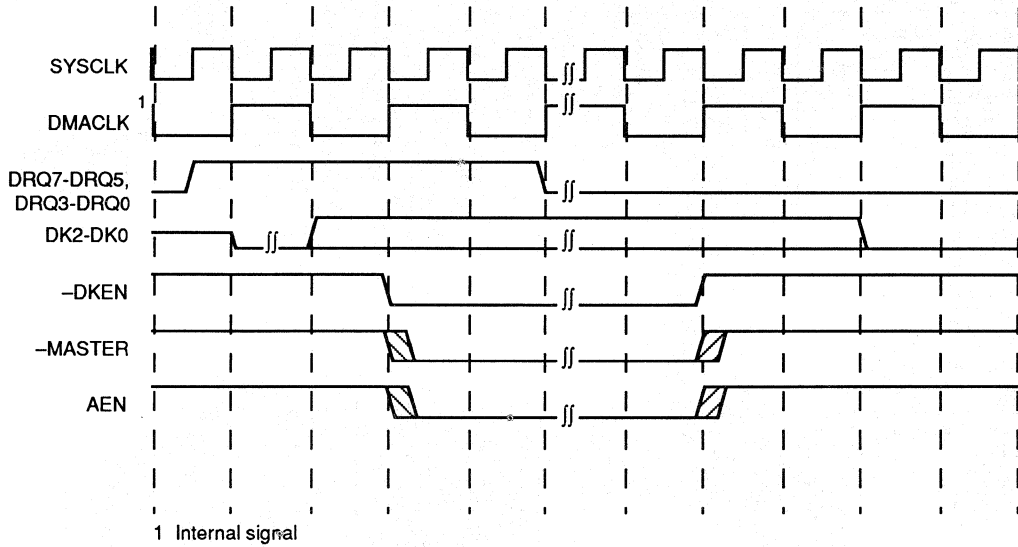 SYSCLK
1
DMACLK
DRQ7-DRQ5,
DRQ3-DRQ0
DK2-DK0
–DKEN
–MASTER
AEN
1 Internal signal